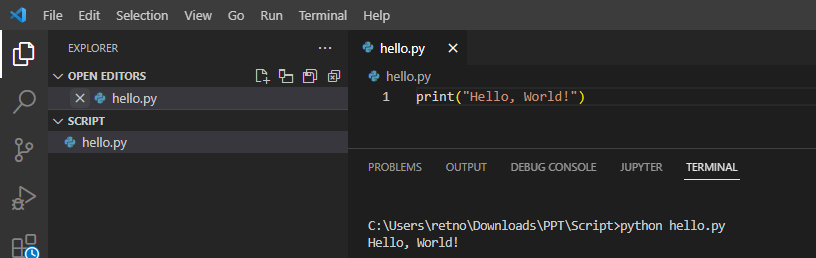 File Edit Selection View Go Run Terminal Help
EXPLORER
OPEN EDITORS
hello.py
SCRIPT
hello.py
hello.py
hello.py
1 print("Hello, World!")
PROBLEMS OUTPUT DEBUG CONSOLE JUPYTER TERMINAL
C:\Users\retno\Downloads\PPT\Script>python hello.py
Hello, World!